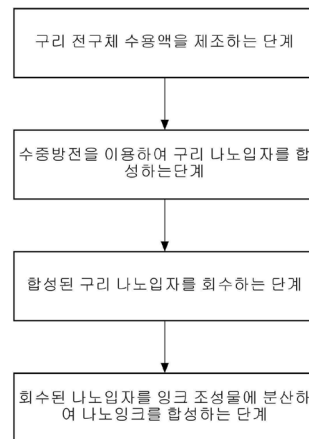 구리 전구체 수용액을 제조하는 단계
수중방전을 이용하여 구리 나노입자를 합
성하는단계
합성된 구리 나노입자를 회수하는 단계
회수된 나노입자를 잉크 조성물에 분산하
여 나노잉크를 합성하는 단계